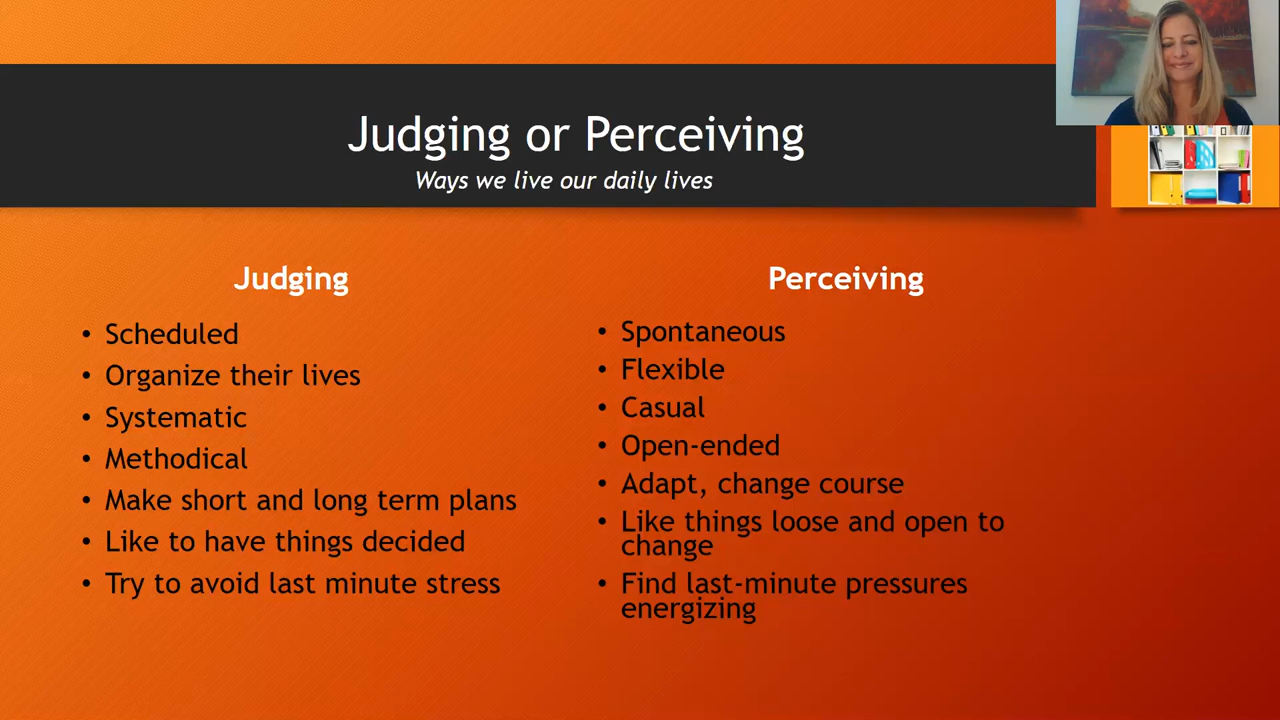 Judging or Perceiving
Ways we live our daily lives
Judging
• Scheduled
• Organize their lives
• Systematic
• Methodical
• Make short and long term plans
• Like to have things decided
• Try to avoid last minute stress
Perceiving
• Spontaneous
• Flexible
• Casual
• Open-ended
• Adapt, change course
• Like things loose and open to
change
• Find last-minute pressures
energizing